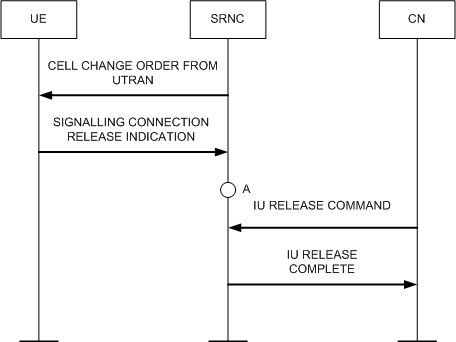 UE
SRNC
CN
CELL CHANGE ORDER FROM
UTRAN
SIGNALLING CONNECTION
RELEASE INDICATION
A
IU RELEASE COMMAND
IU RELEASE
COMPLETE